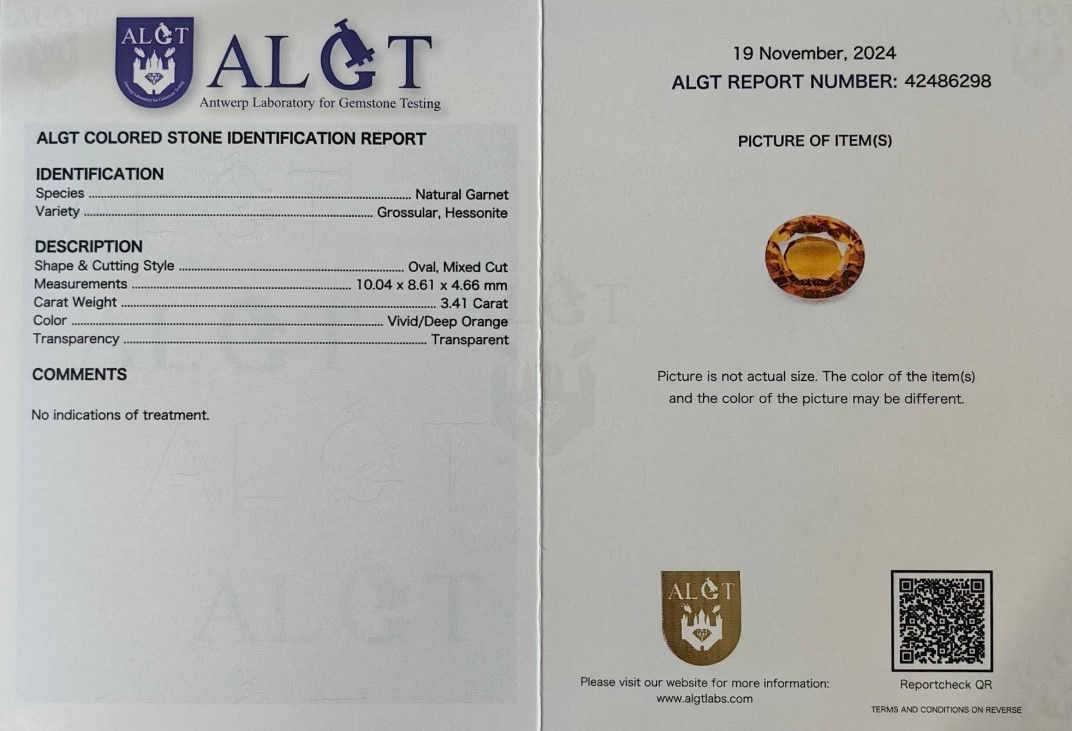 ALGT
ALGT
Antwerp Laboratory for Gemstone Testing
ALGT COLORED STONE IDENTIFICATION REPORT
IDENTIFICATION
Species ........ Natural Garnet
Variety ........ Grossular, Hessonite
DESCRIPTION
Shape & Cutting Style ........ Oval, Mixed Cut
Measurements ........ 10.04 x 8.61 x 4.66 mm
Carat Weight ........ 3.41 Carat
Color ........ Vivid/Deep Orange
Transparency ........ Transparent
COMMENTS
No indications of treatment.
19 November, 2024
ALGT REPORT NUMBER: 42486298
PICTURE OF ITEM(S)
Picture is not actual size. The color of the item(s)
and the color of the picture may be different.
ALGT
Please visit our website for more information:
www.algtlabs.com
Reportcheck QR
TERMS AND CONDITIONS ON REVERSE